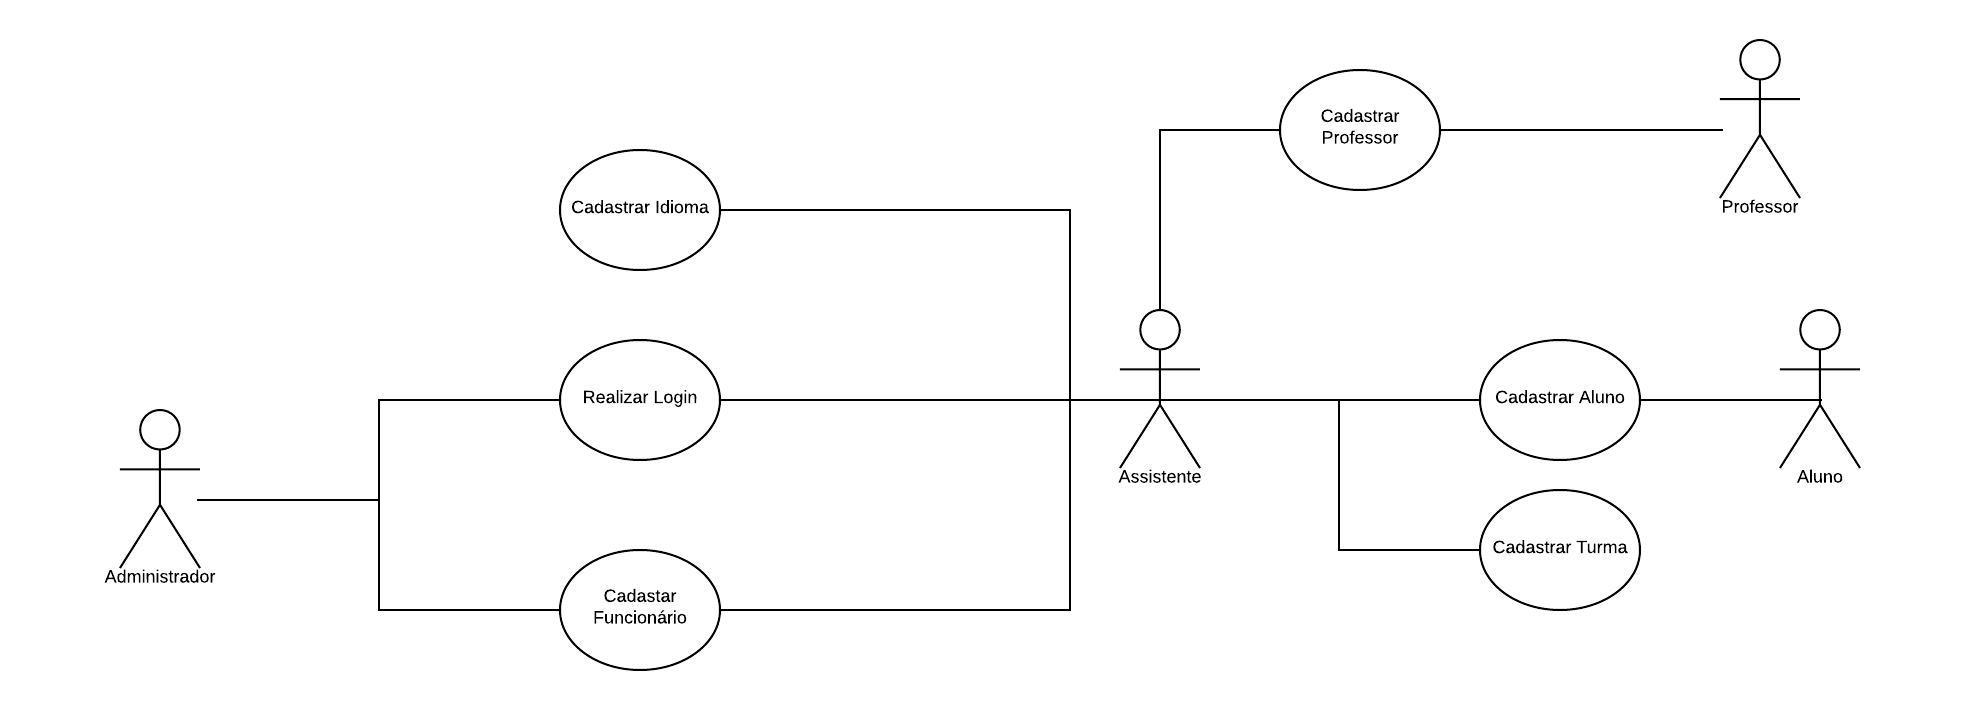 Cadastrar
Professor
Professor
Cadastrar Idioma
Realizar Login
Cadastrar Aluno
Assistente
Aluno
Cadastrar Turma
Administrador
Cadastar
Funcionário